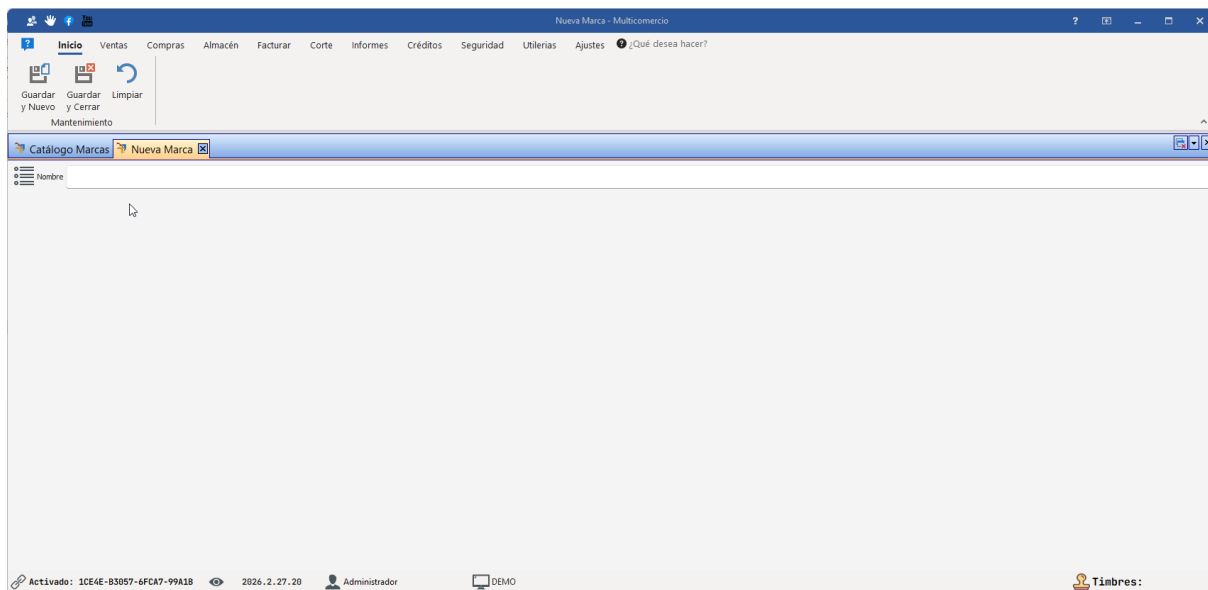 Nueva Marca - Multicomercio
Inicio Ventas Compras Almacén Facturar Corte Informes Créditos Seguridad Utilerias Ajustes ¿Qué desea hacer?
Guardar y Nuevo
Guardar y Cerrar
Limpiar
Mantenimiento
Catálogo Marcas Nueva Marca
Nombre
Activado: 1CE4E-B3057-6FCA7-99A1B 2026.2.27.20 Administrador DEMO Timbres: